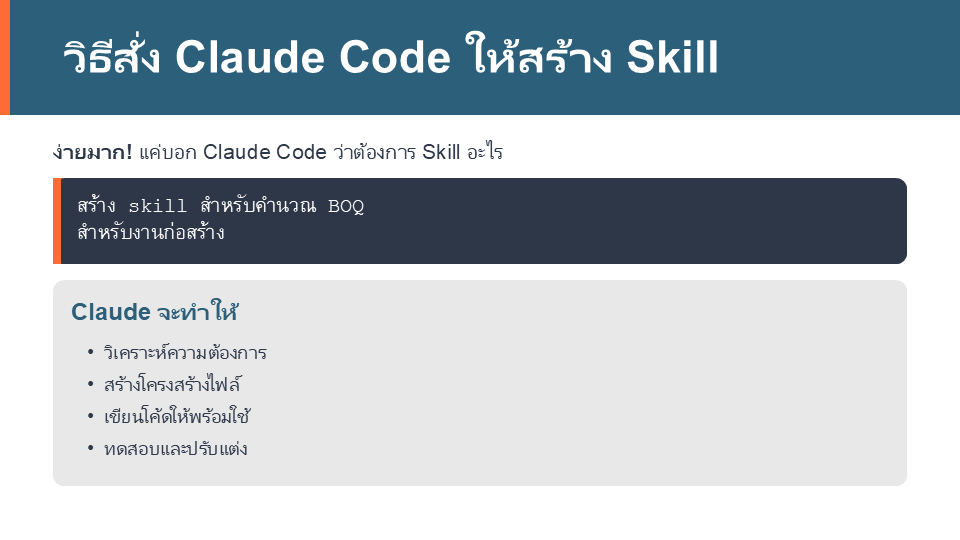 วิธีสั่ง Claude Code ให้สร้าง Skill
ง่ายมาก! แค่บอก Claude Code ว่าต้องการ Skill อะไร
สร้าง skill สำหรับคำนวณ BOQ
สำหรับงานก่อสร้าง
Claude จะทำให้
• วิเคราะห์ความต้องการ
• สร้างโครงสร้างไฟล์
• เขียนโค้ดให้พร้อมใช้
• ทดสอบและปรับแต่ง